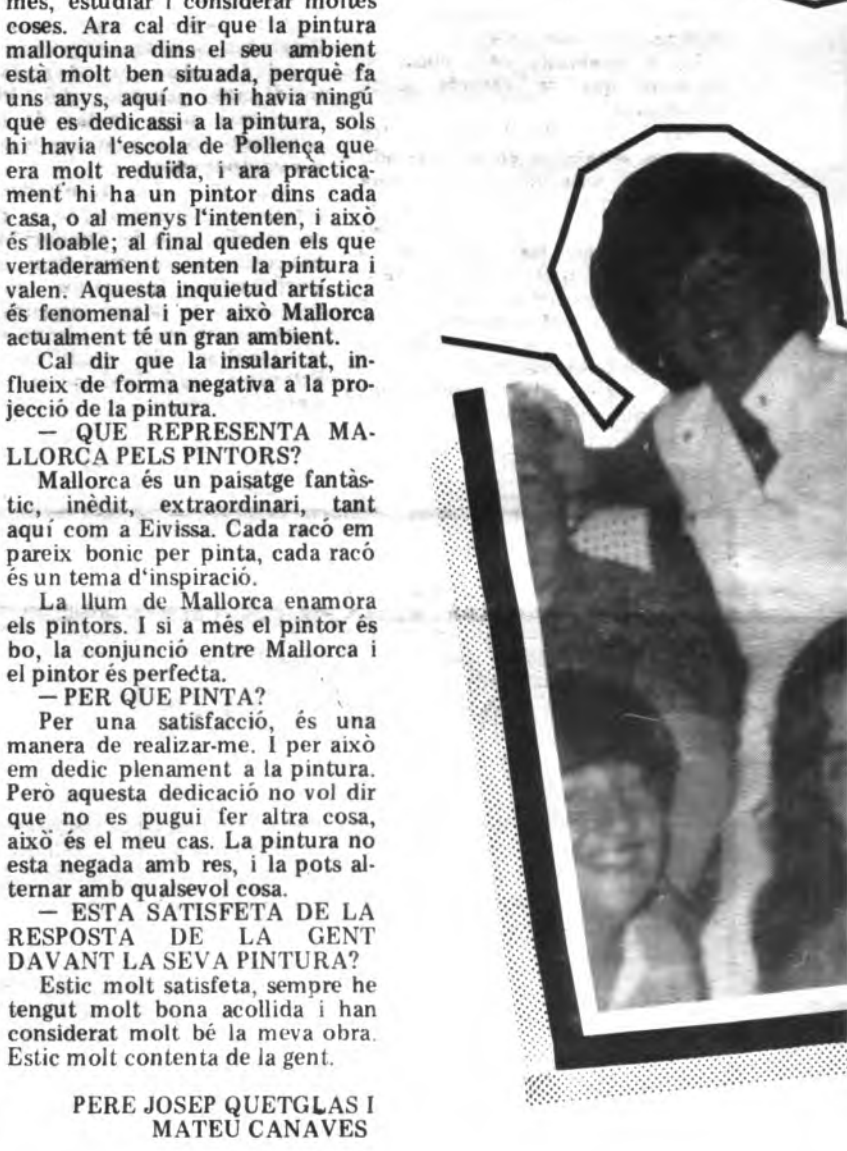 més, estudiar i considerar moltes
coses. Ara cal dir que la pintura
mallorquina dins el seu ambient
està molt ben situada, perquè fa
uns anys, aquí no hi havia ningú
que es dedicassi a la pintura, sols
hi havia l'escola de Pollença que
era molt reduïda, i ara pràctica-
ment hi ha un pintor dins cada
casa, o al menys l'intenten, i això
és lloable; al final queden els que
vertaderament senten la pintura i
valen. Aquesta inquietud artística
és fenomenal i per això Mallorca
actualment té un gran ambient.
Cal dir que la insularitat, in-
flueix de forma negativa a la pro-
jecció de la pintura.
— QUE REPRESENTA MA-
LLORCA PELS PINTORS?
Mallorca és un paisatge fantàs-
tic, inèdit, extraordinari, tant
aquí com a Eivissa. Cada racó em
pareix bonic per pinta, cada racó
és un tema d'inspiració.
La llum de Mallorca enamora
els pintors. I si a més el pintor és
bo, la conjunció entre Mallorca i
el pintor és perfecta.
— PER QUE PINTA?
Per una satisfacció, és una
manera de realizar-me. I per això
em dedic plenament a la pintura.
Però aquesta dedicació no vol dir
que no es pugui fer altra cosa,
això és el meu cas. La pintura no
esta negada amb res, i la pots al-
ternar amb qualsevol cosa.
— ESTA SATISFETA DE LA
RESPOSTA DE LA GENT
DAVANT LA SEVA PINTURA?
Estic molt satisfeta, sempre he
tengut molt bona acollida i han
considerat molt bé la meva obra.
Estic molt contenta de la gent.
PERE JOSEP QUETGLAS I
MATEU CANAVES